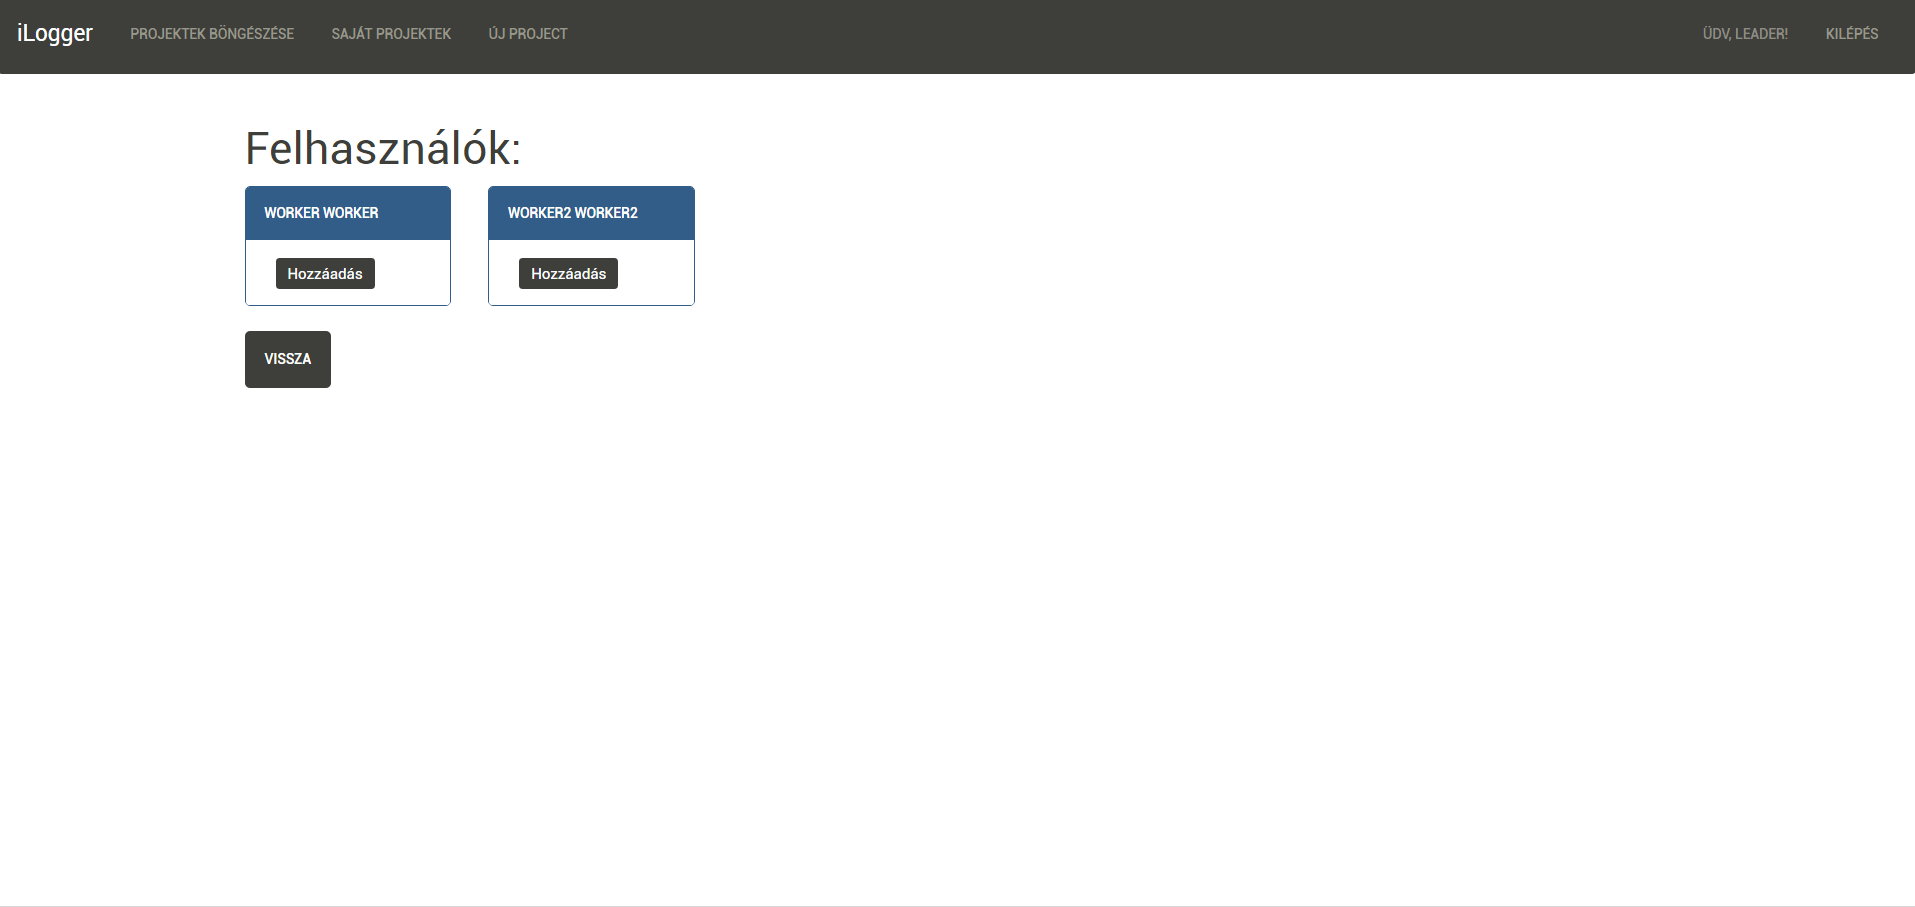 iLogger PROJEKTEK BÖNGÉSZÉSE SAJÁT PROJEKTEK ÚJ PROJECT ÜDV, LEADER! KILÉPÉS
Felhasználók:
WORKER WORKER WORKER2 WORKER2
Hozzáadás Hozzáadás
VISSZA